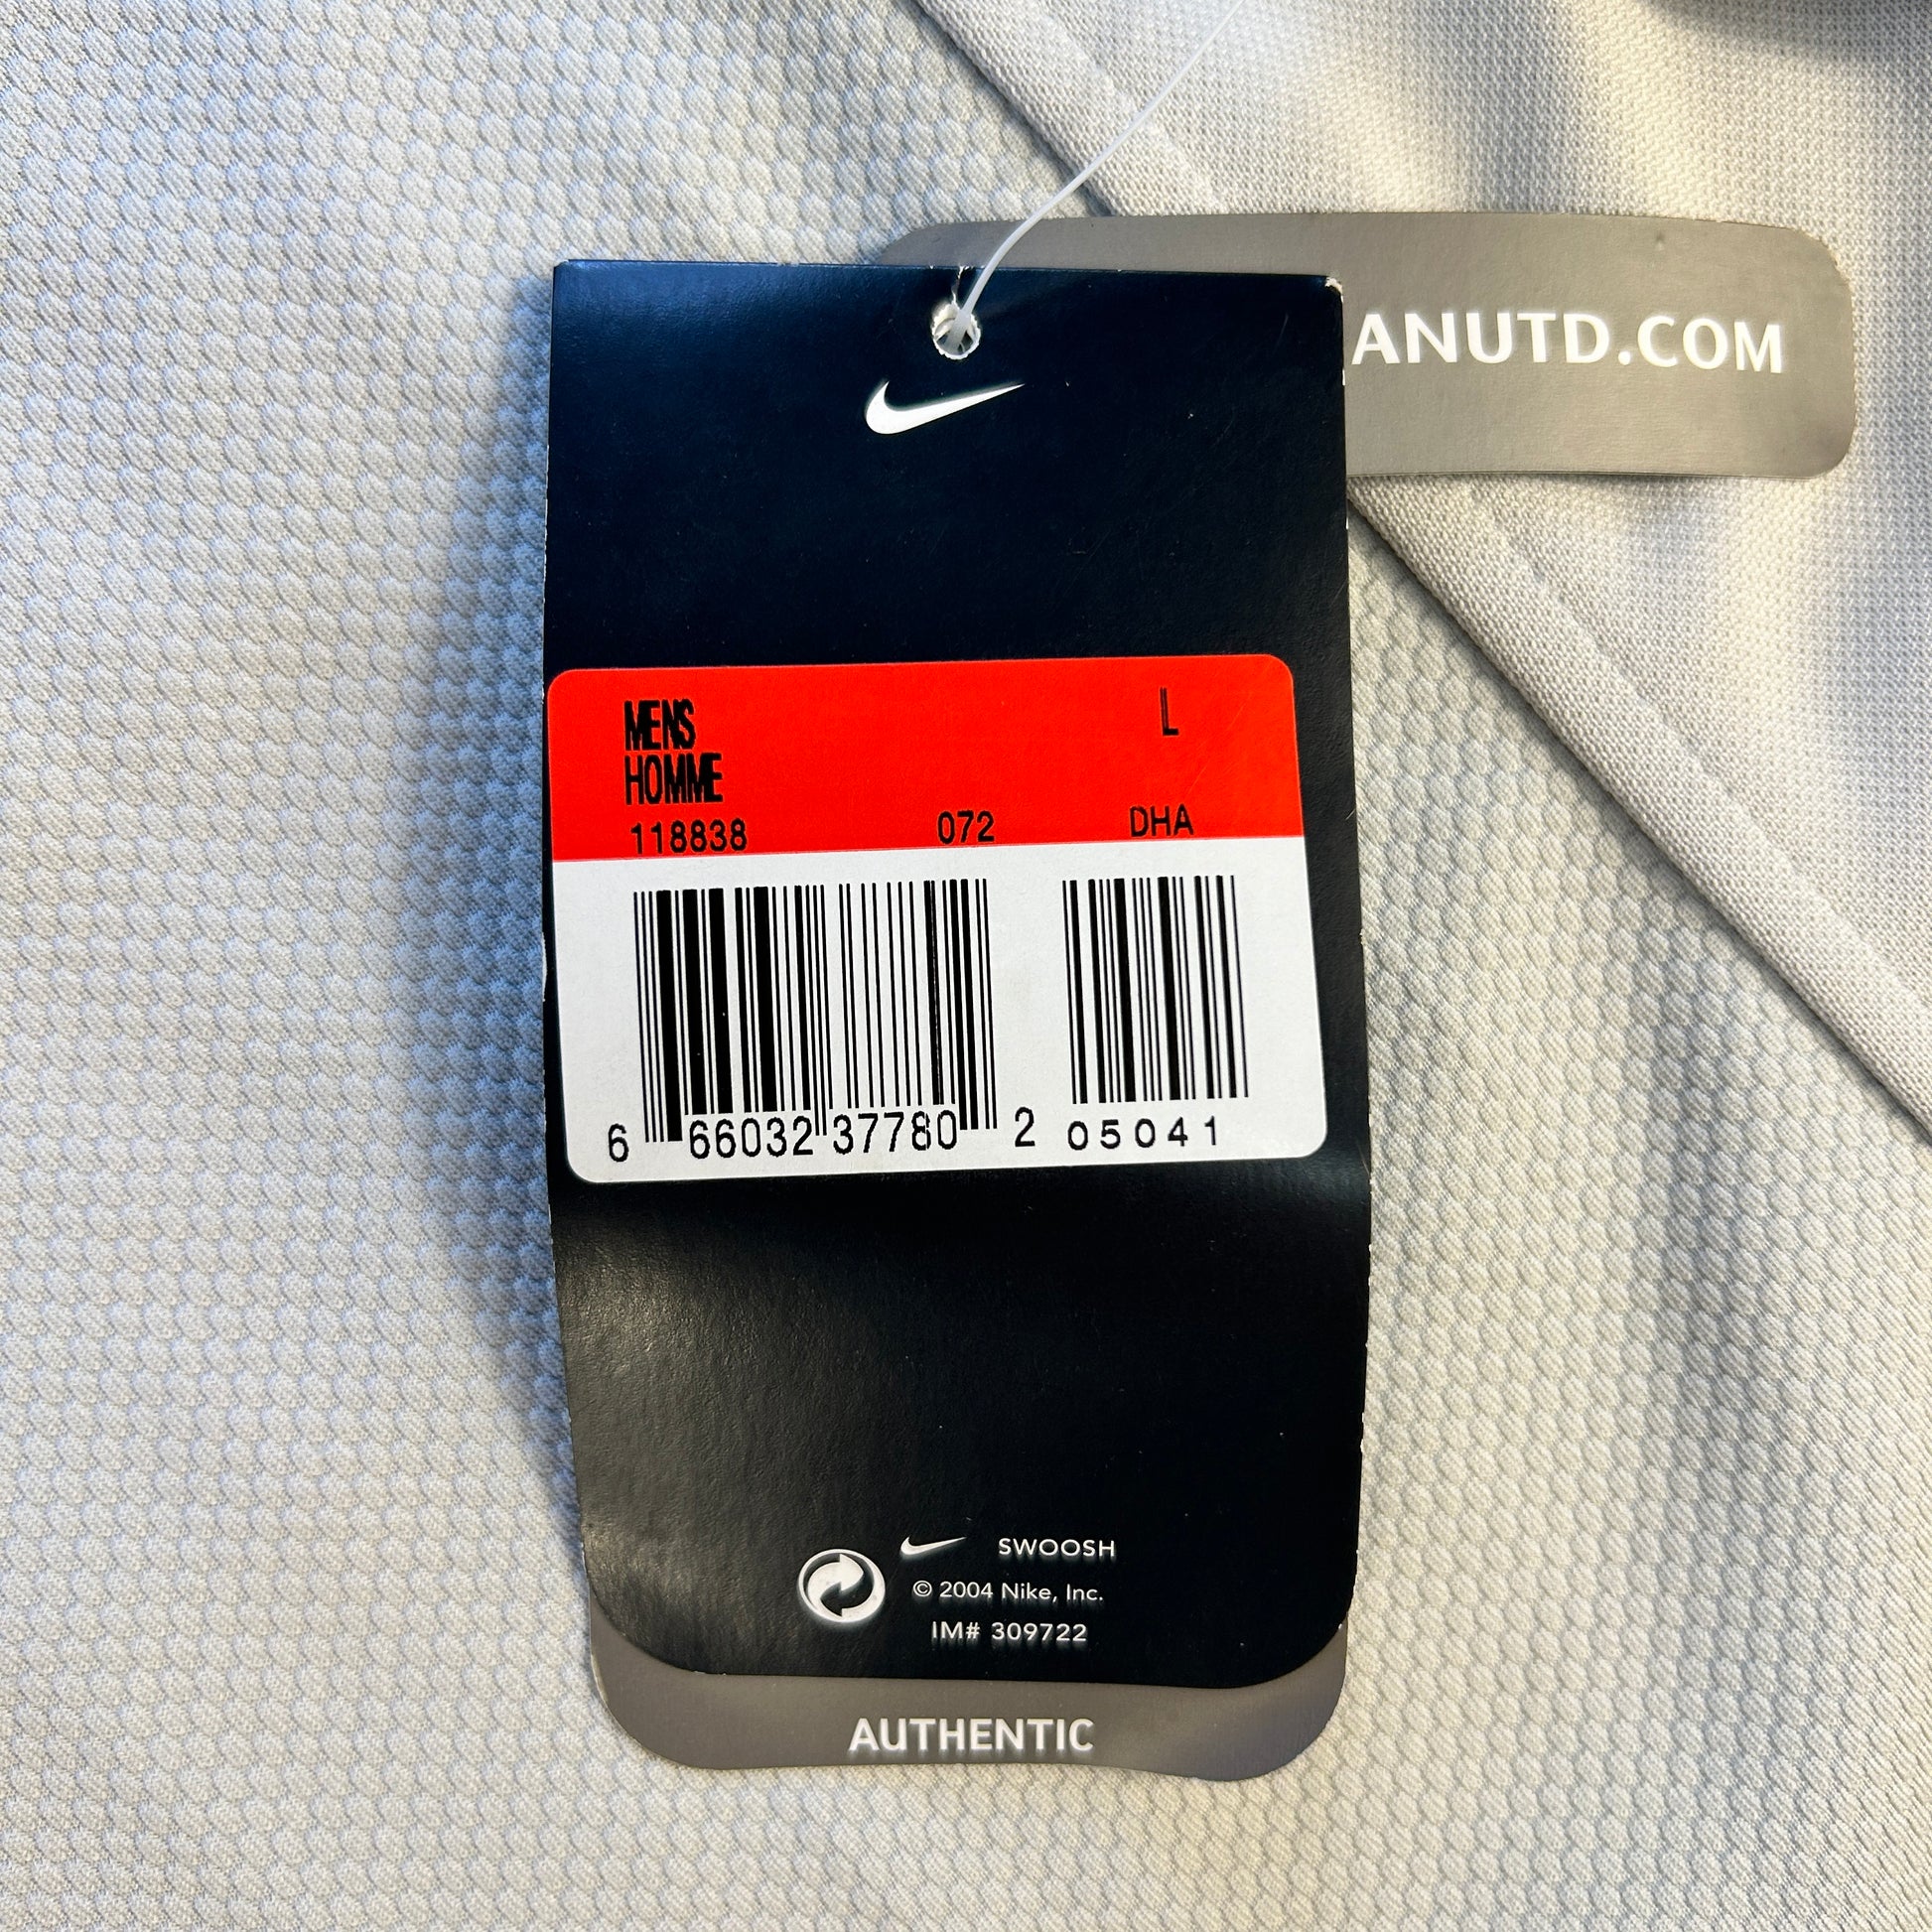 ANUTD.COM
MENS L
HOMME
118838 072 DHA
6 66032 37780 2 05041
SWOOSH
© 2004 Nike, Inc.
IM# 309722
AUTHENTIC